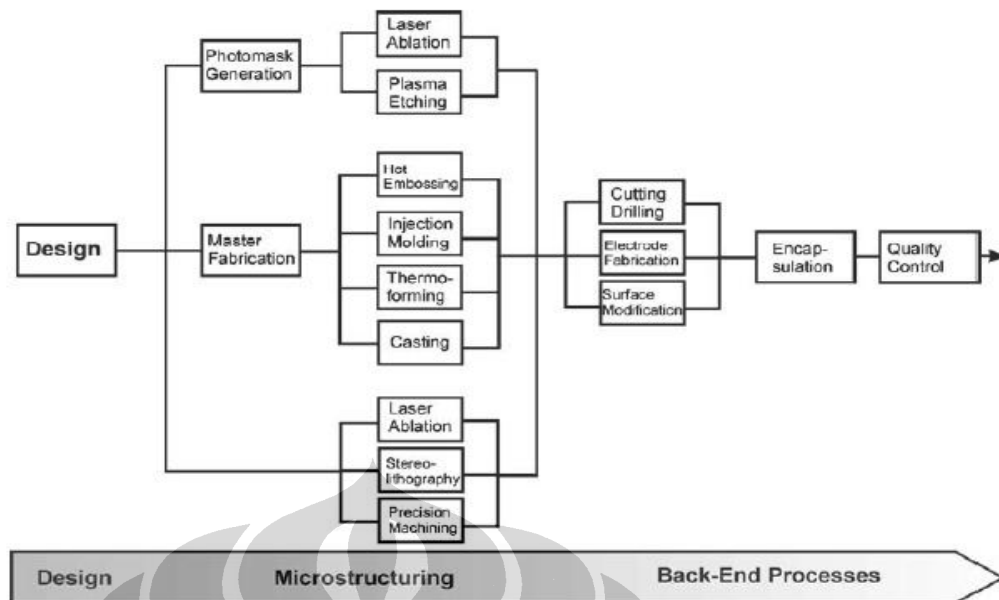 Laser
Ablation
Photomask
Generation
Plasma
Etching
Hot
Embossing
Cutting
Drilling
Injection
Molding
Design
Master
Fabrication
Electrode
Fabrication
Encap-
sulation
Quality
Control
Thermo-
forming
Surface
Modification
Casting
Laser
Ablation
Stereo-
lithography
Precision
Machining
Design
Microstructuring
Back-End Processes